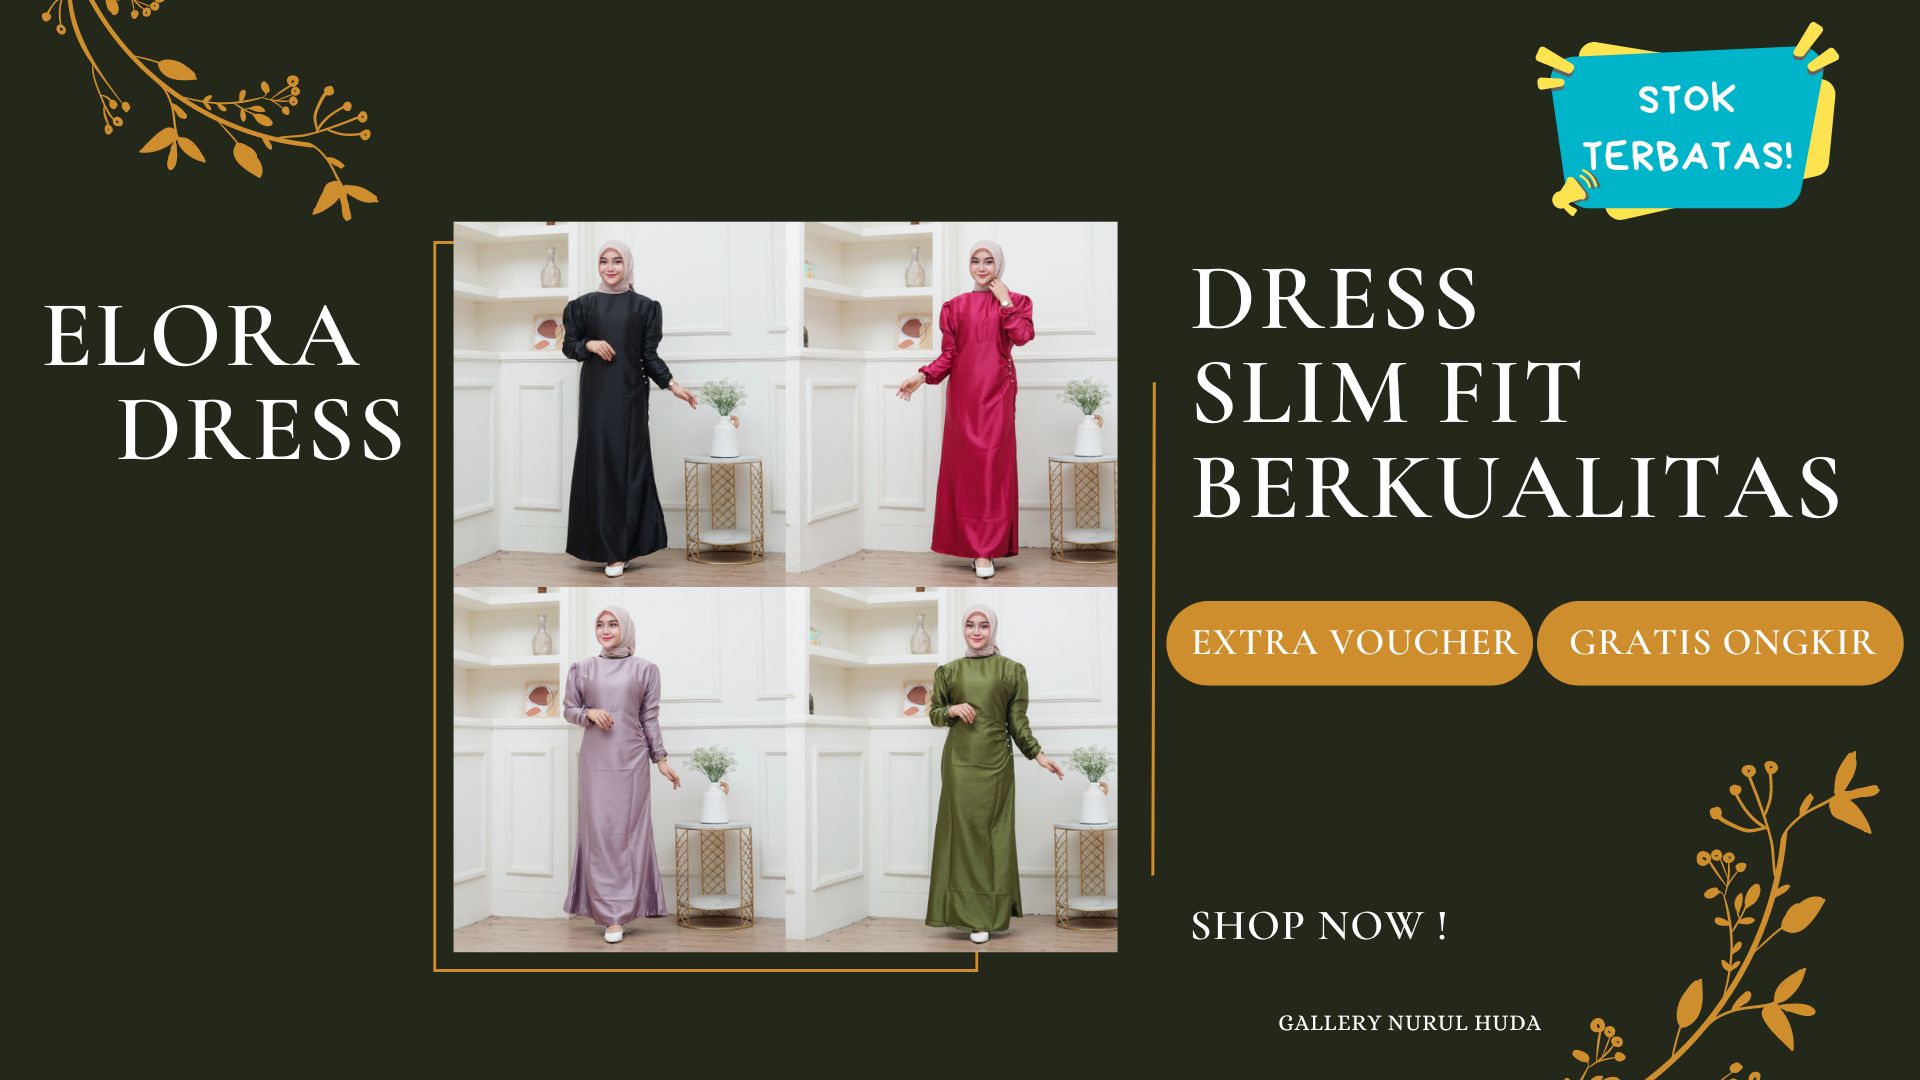 STOK
TERBATAS!
ELORA
DRESS
DRESS
SLIM FIT
BERKUALITAS
EXTRA VOUCHER
GRATIS ONGKIR
SHOP NOW !
GALLERY NURUL HUDA